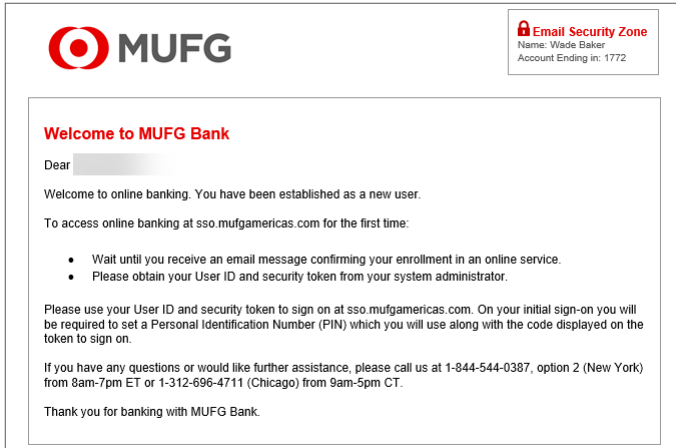 MUFG
Email Security Zone
Name: Wade Baker
Account Ending in: 1772
Welcome to MUFG Bank
Dear
Welcome to online banking. You have been established as a new user.
To access online banking at sso.mufgamericas.com for the first time:
• Wait until you receive an email message confirming your enrollment in an online service.
• Please obtain your User ID and security token from your system administrator.
Please use your User ID and security token to sign on at sso.mufgamericas.com. On your initial sign-on you will
be required to set a Personal Identification Number (PIN) which you will use along with the code displayed on the
token to sign on.
If you have any questions or would like further assistance, please call us at 1-844-544-0387, option 2 (New York)
from 8am-7pm ET or 1-312-696-4711 (Chicago) from 9am-5pm CT.
Thank you for banking with MUFG Bank.